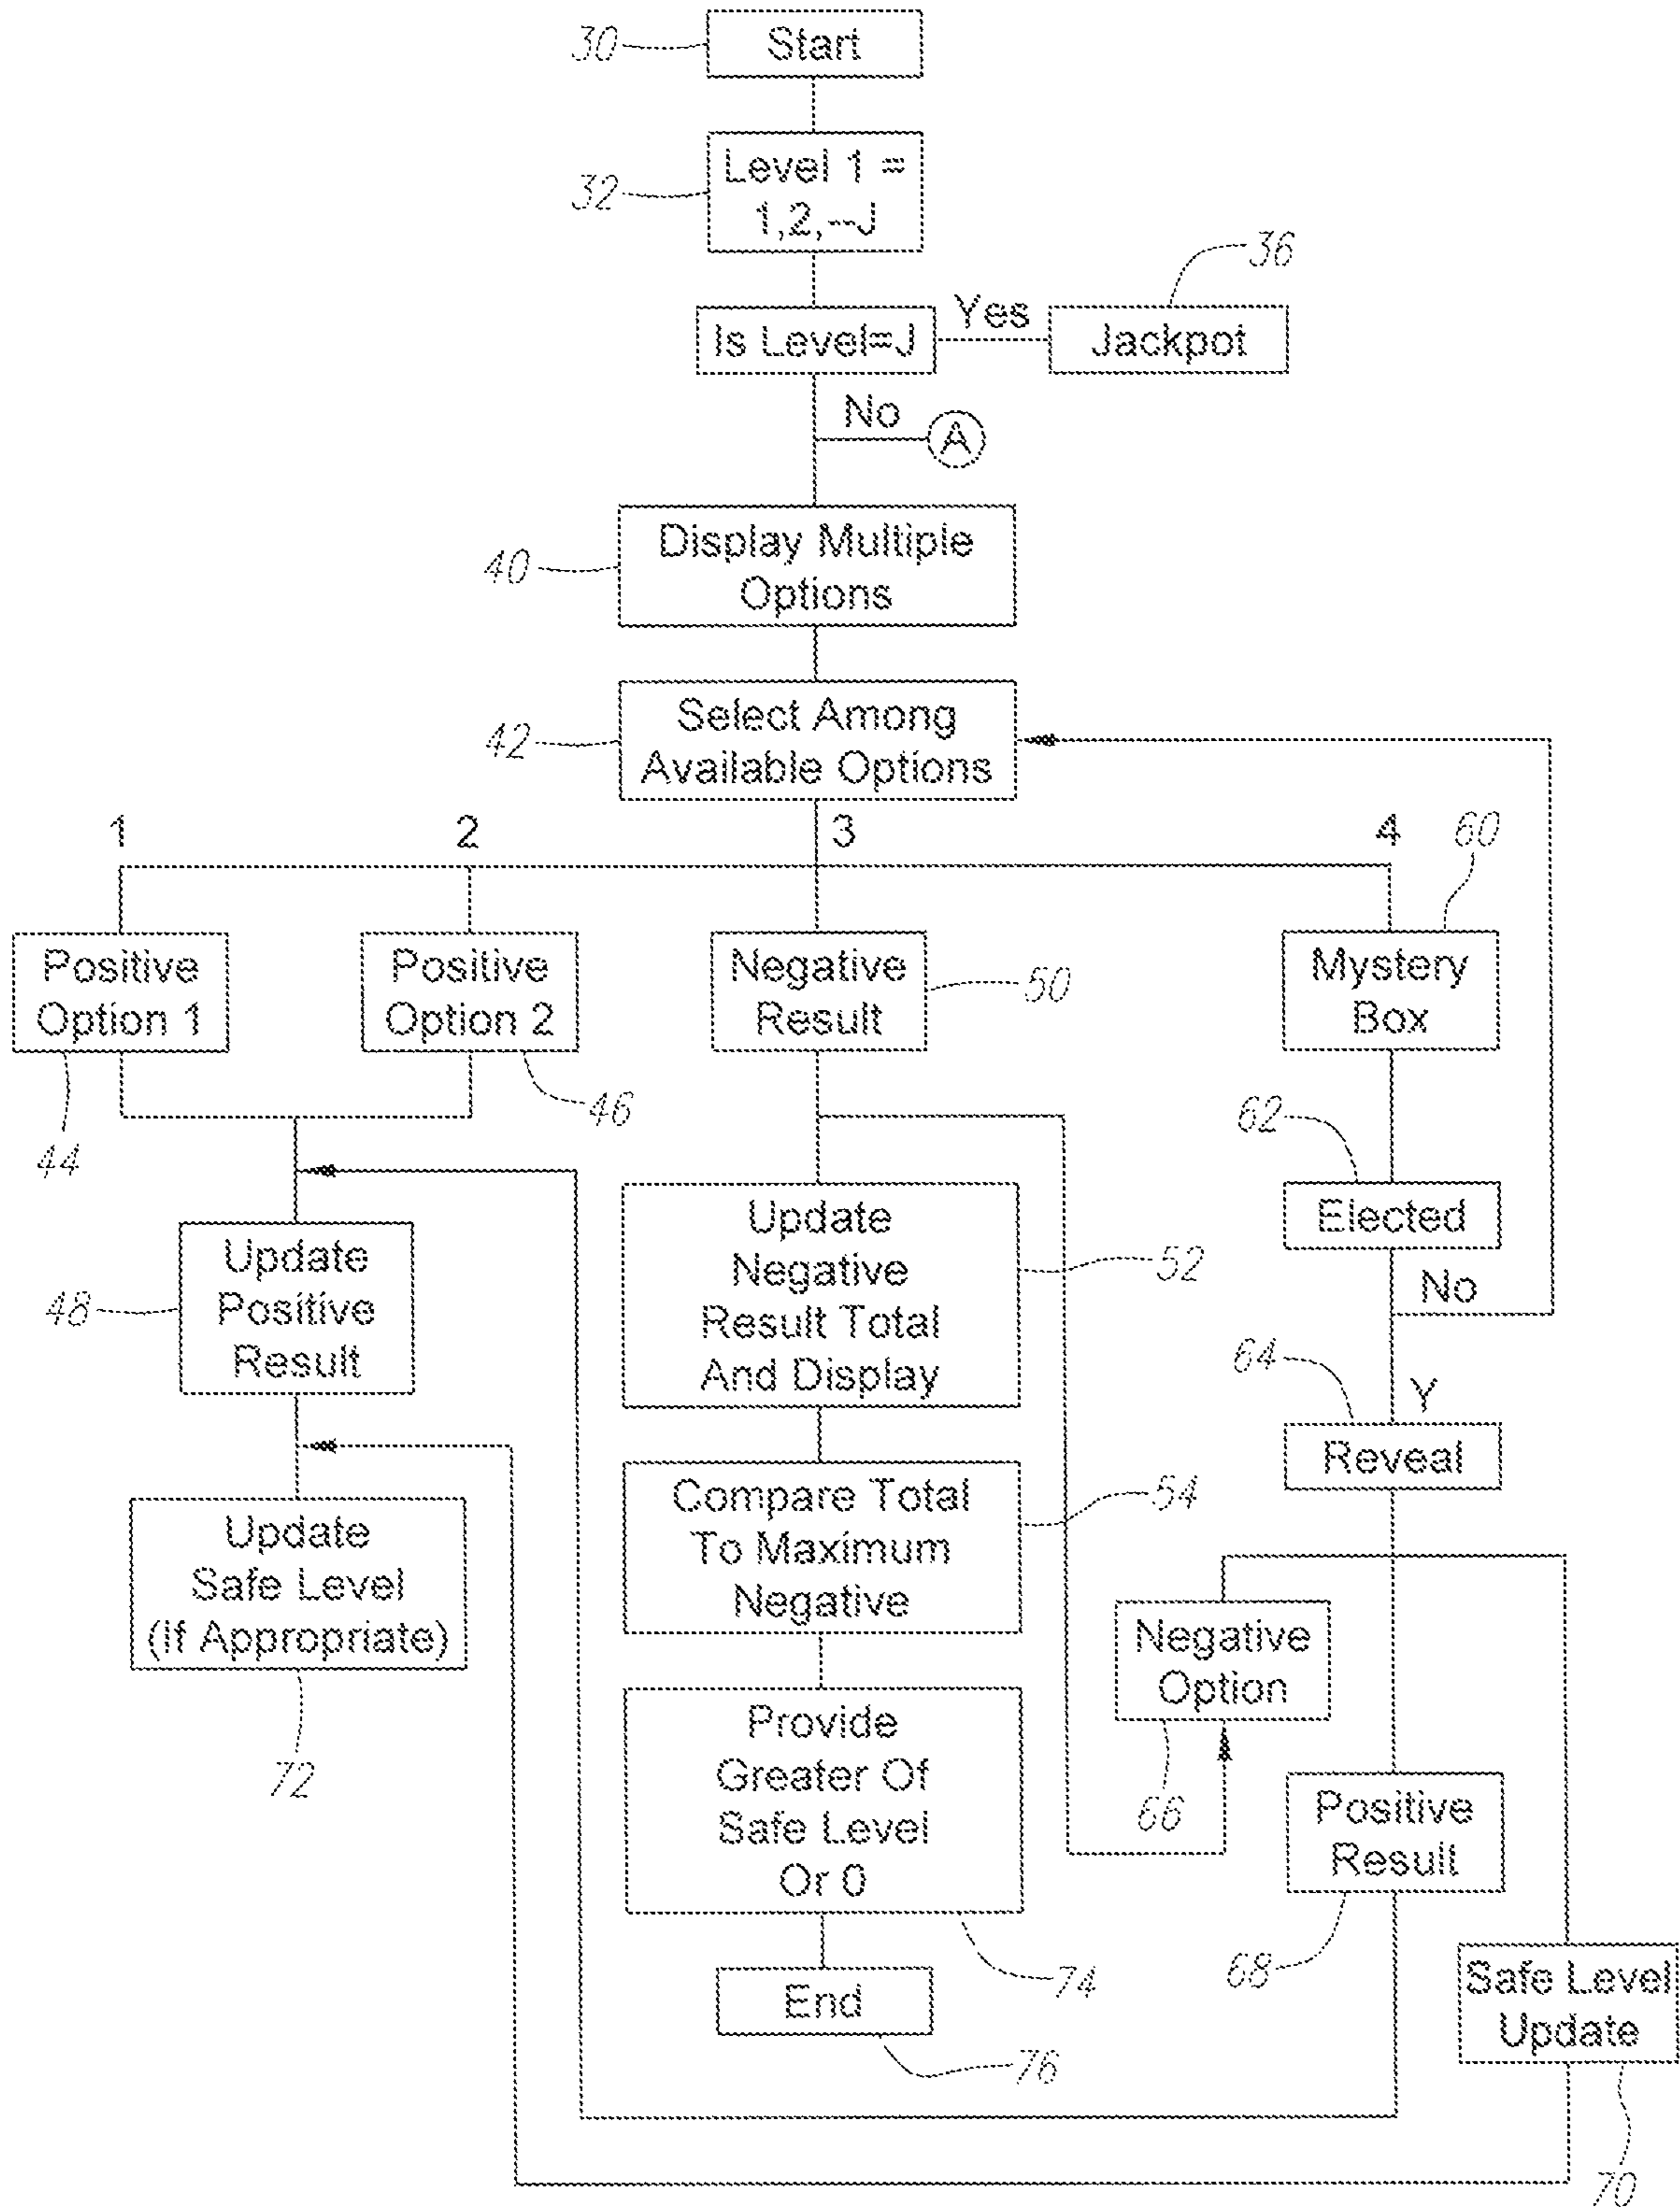 30
Start
32
Level 1 =
1,2,--J
36
Is Level=J
Yes
Jackpot
No
A
40
Display Multiple
Options
42
Select Among
Available Options
1
2
3
4
60
Positive
Option 1
Positive
Option 2
Negative
Result
50
Mystery
Box
44
46
62
Elected
No
48
Update
Positive
Result
Update
Negative
Result Total
And Display
52
64
Y
Reveal
Compare Total
To Maximum
Negative
54
Update
Safe Level
(If Appropriate)
72
Negative
Option
66
Provide
Greater Of
Safe Level
Or 0
74
Positive
Result
68
End
76
Safe Level
Update
70